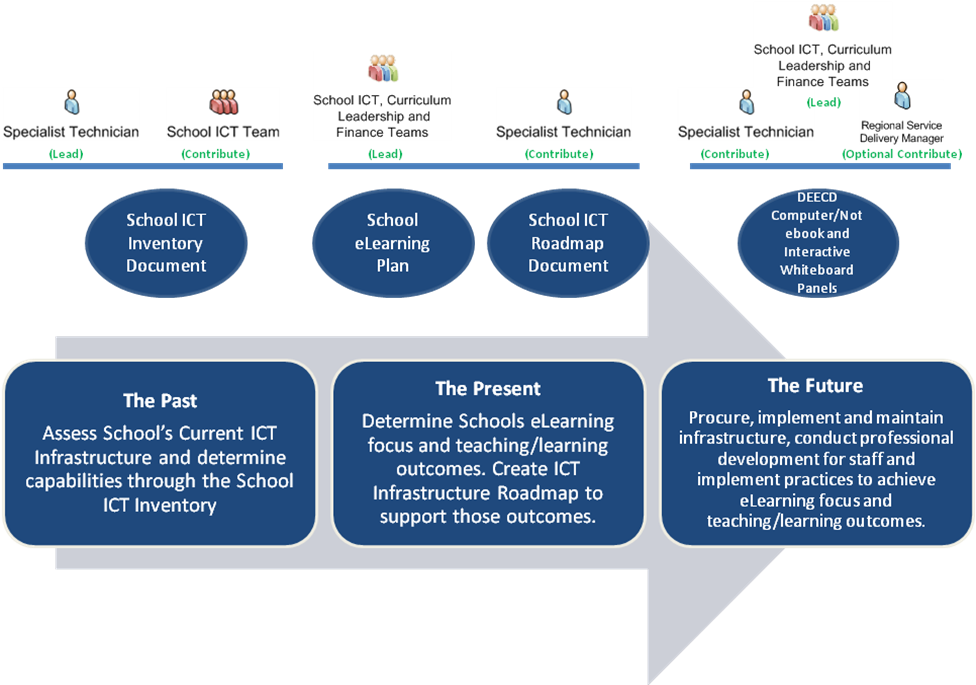 School ICT, Curriculum
Leadership and
Finance Teams
(Lead)
Specialist Technician
(Lead)
School ICT Team
(Contribute)
School ICT, Curriculum
Leadership and
Finance Teams
(Lead)
Specialist Technician
(Contribute)
Specialist Technician
(Contribute)
Regional Service
Delivery Manager
(Optional Contribute)
School ICT
Inventory
Document
School
eLearning
Plan
School ICT
Roadmap
Document
DEECD
Computer/Not
ebook and
Interactive
Whiteboard
Panels
The Past
Assess School’s Current ICT
Infrastructure and determine
capabilities through the School
ICT Inventory
The Present
Determine Schools eLearning
focus and teaching/learning
outcomes. Create ICT
Infrastructure Roadmap to
support those outcomes.
The Future
Procure, implement and maintain
infrastructure, conduct professional
development for staff and
implement practices to achieve
eLearning focus and
teaching/learning outcomes.